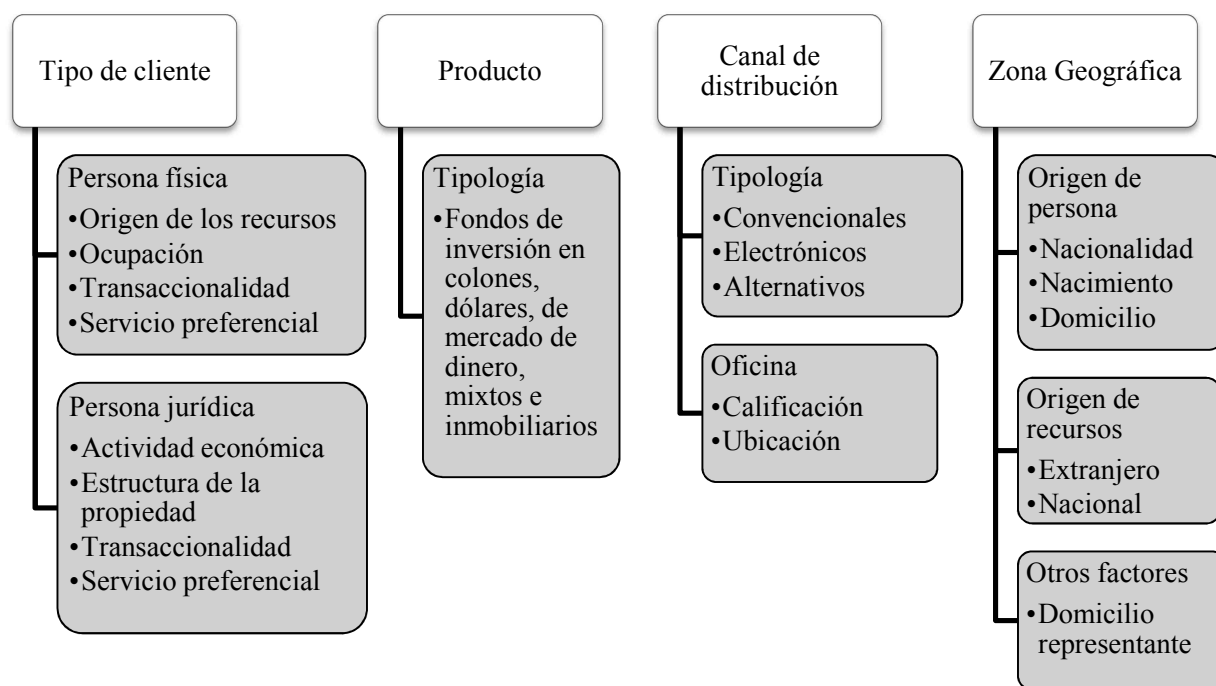 Tipo de cliente
Persona física
•Origen de los recursos
•Ocupación
•Transaccionalidad
•Servicio preferencial
Persona jurídica
•Actividad económica
•Estructura de la
propiedad
•Transaccionalidad
•Servicio preferencial
Producto
Tipología
•Fondos de
inversión en
colones,
dólares, de
mercado de
dinero,
mixtos e
inmobiliarios
Canal de
distribución
Tipología
•Convencionales
•Electrónicos
•Alternativos
Oficina
•Calificación
•Ubicación
Zona Geográfica
Origen de
persona
•Nacionalidad
•Nacimiento
•Domicilio
Origen de
recursos
•Extranjero
•Nacional
Otros factores
•Domicilio
representante